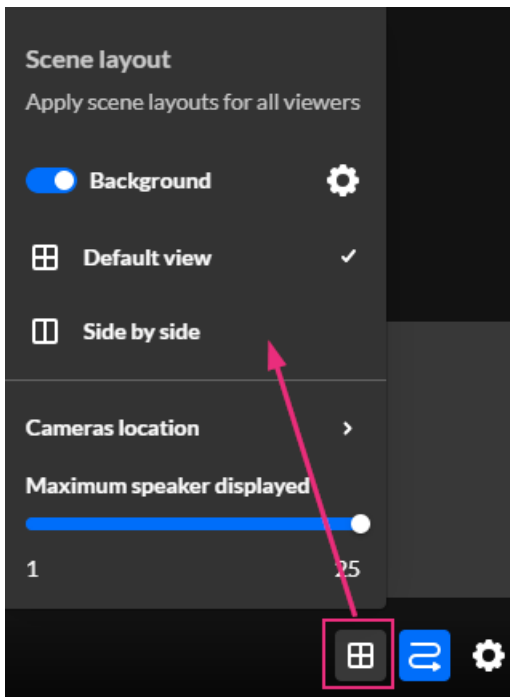 Scene layout
Apply scene layouts for all viewers
Background
Default view
Side by side
Cameras location
Maximum speaker displayed
1 25